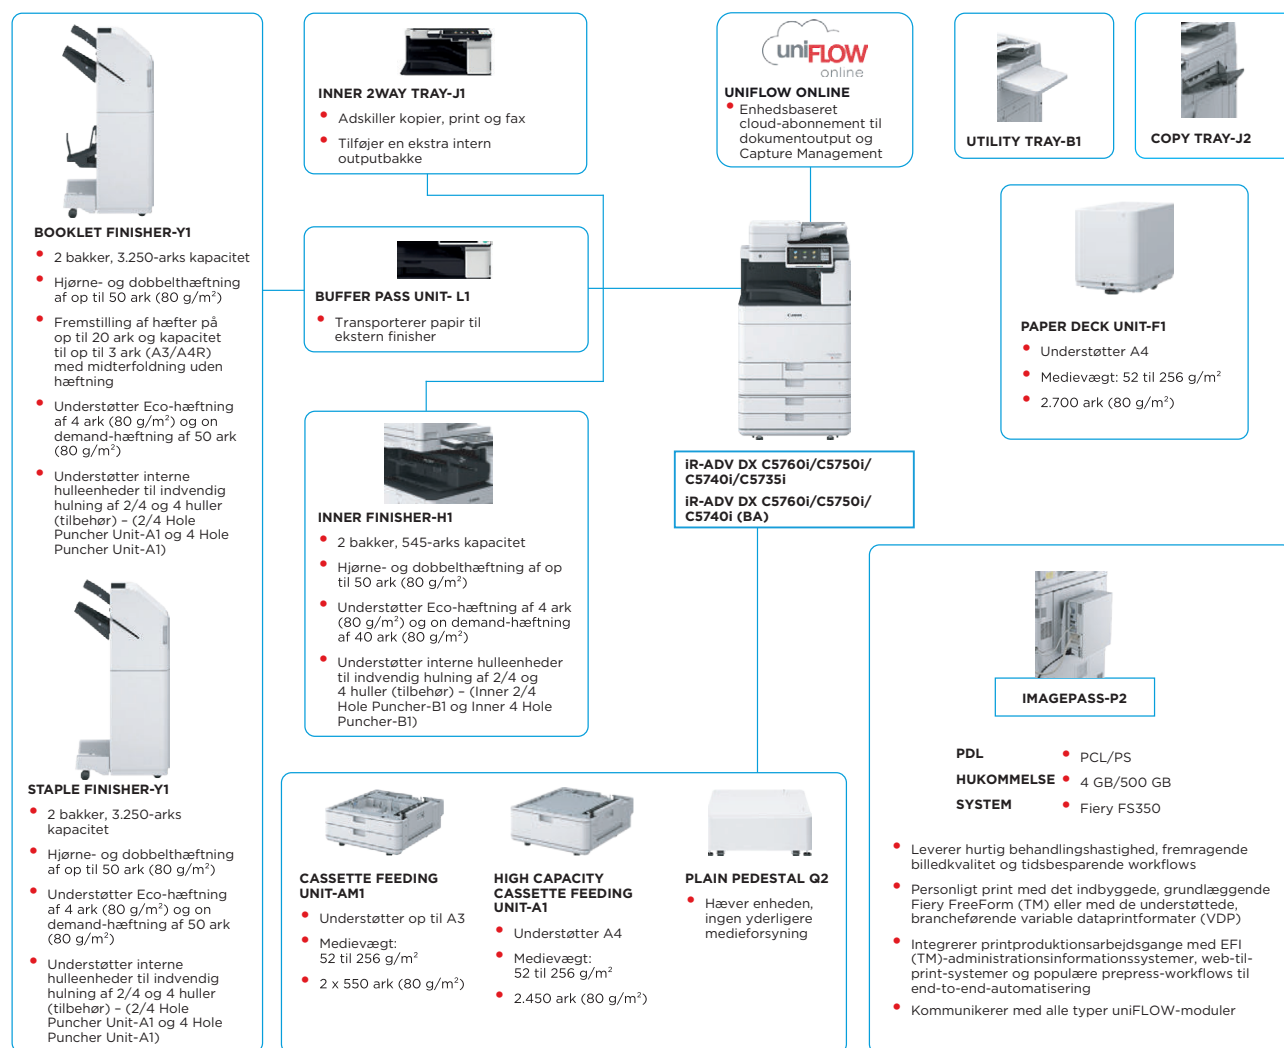 BOOKLET FINISHER-Y1
• 2 bakker, 3.250-arks kapacitet
• Hjørne- og dobbelthæftning
af op til 50 ark (80 g/m²)
• Fremstilling af hæfter på
op til 20 ark og kapacitet
til op til 3 ark (A3/A4R)
med midterfoldning uden
hæftning
• Understøtter Eco-hæftning
af 4 ark (80 g/m²) og on
demand-hæftning af 50 ark
(80 g/m²)
• Understøtter interne
hulleenheder til indvendig
hulning af 2/4 og 4 huller
(tilbehør) – (2/4 Hole
Puncher Unit-A1 og 4 Hole
Puncher Unit-A1)
STAPLE FINISHER-Y1
• 2 bakker, 3.250-arks
kapacitet
• Hjørne- og dobbelthæftning
af op til 50 ark (80 g/m²)
• Understøtter Eco-hæftning
af 4 ark (80 g/m²) og on
demand-hæftning af 50 ark
(80 g/m²)
• Understøtter interne
hulleenheder til indvendig
hulning af 2/4 og 4 huller
(tilbehør) – (2/4 Hole
Puncher Unit-A1 og 4 Hole
Puncher Unit-A1)
INNER 2WAY TRAY-J1
• Adskiller kopier, print og fax
• Tilføjer en ekstra intern
outputbakke
BUFFER PASS UNIT- L1
• Transporterer papir til
ekstern finisher
INNER FINISHER-H1
• 2 bakker, 545-arks kapacitet
• Hjørne- og dobbelthæftning af op
til 50 ark (80 g/m²)
• Understøtter Eco-hæftning af 4 ark
(80 g/m²) og on demand-hæftning
af 40 ark (80 g/m²)
• Understøtter interne hulleenheder
til indvendig hulning af 2/4 og
4 huller (tilbehør) – (Inner 2/4
Hole Puncher-B1 og Inner 4 Hole
Puncher-B1)
uniFLOW
online
UNIFLOW ONLINE
• Enhedsbaseret
cloud-abonnement til
dokumentoutput og
Capture Management
Canon
iR-ADV DX C5760i/C5750i/
C5740i/C5735i
iR-ADV DX C5760i/C5750i/
C5740i (BA)
UTILITY TRAY-B1
COPY TRAY-J2
PAPER DECK UNIT-F1
• Understøtter A4
• Medievægt: 52 til 256 g/m²
• 2.700 ark (80 g/m²)
CASSETTE FEEDING
UNIT-AM1
• Understøtter op til A3
• Medievægt:
52 til 256 g/m²
• 2 x 550 ark (80 g/m²)
HIGH CAPACITY
CASSETTE FEEDING
UNIT-A1
• Understøtter A4
• Medievægt:
52 til 256 g/m²
• 2.450 ark (80 g/m²)
PLAIN PEDESTAL Q2
• Hæver enheden,
ingen yderligere
medieforsyning
IMAGEPASS-P2
PDL • PCL/PS
HUKOMMELSE • 4 GB/500 GB
SYSTEM • Fiery FS350
• Leverer hurtig behandlingshastighed, fremragende
billedkvalitet og tidsbesparende workflows
• Personligt print med det indbyggede, grundlæggende
Fiery FreeForm (TM) eller med de understøttede,
brancheførende variable dataprintformater (VDP)
• Integrerer printproduktionsarbejdsgange med EFI
(TM)-administrationsinformationssystemer, web-til-
print-systemer og populære prepress-workflows til
end-to-end-automatisering
• Kommunikerer med alle typer uniFLOW-moduler